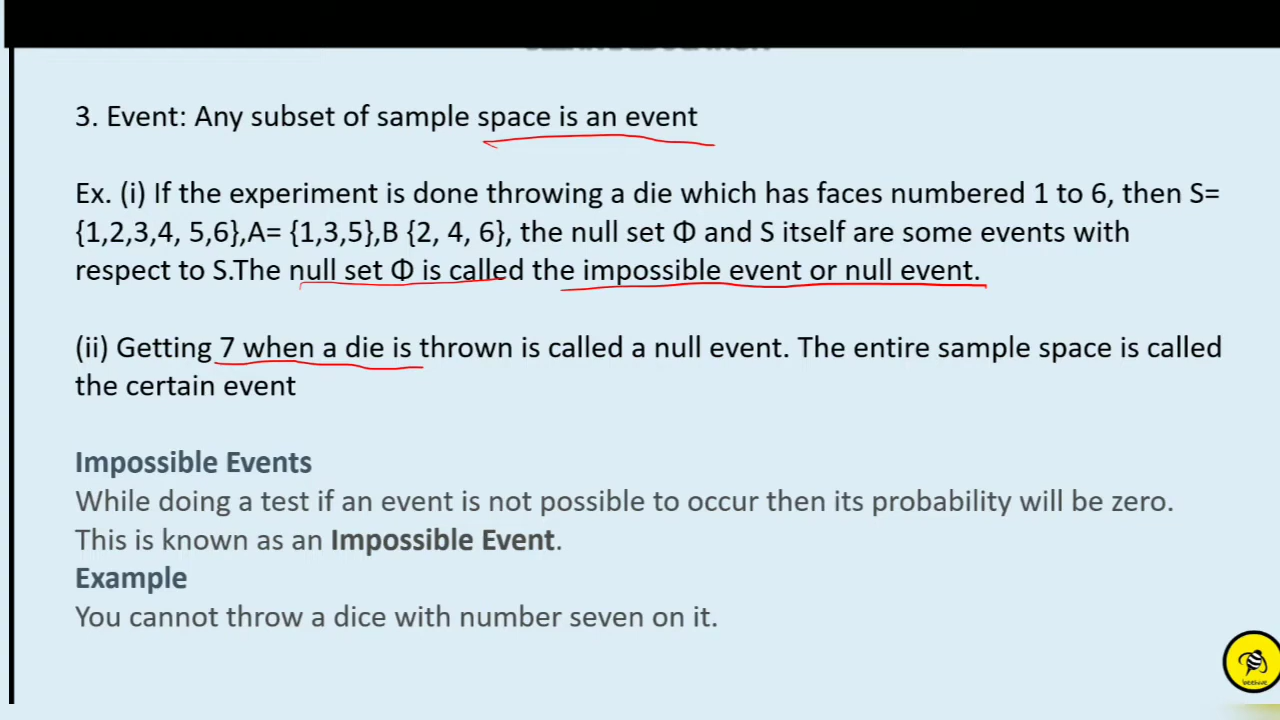 3. Event: Any subset of sample space is an event
Ex. (i) If the experiment is done throwing a die which has faces numbered 1 to 6, then S=
{1,2,3,4, 5,6},A= {1,3,5},B {2, 4, 6}, the null set Φ and S itself are some events with
respect to S.The null set Φ is called the impossible event or null event.
(ii) Getting 7 when a die is thrown is called a null event. The entire sample space is called
the certain event
Impossible Events
While doing a test if an event is not possible to occur then its probability will be zero.
This is known as an Impossible Event.
Example
You cannot throw a dice with number seven on it.
beehive